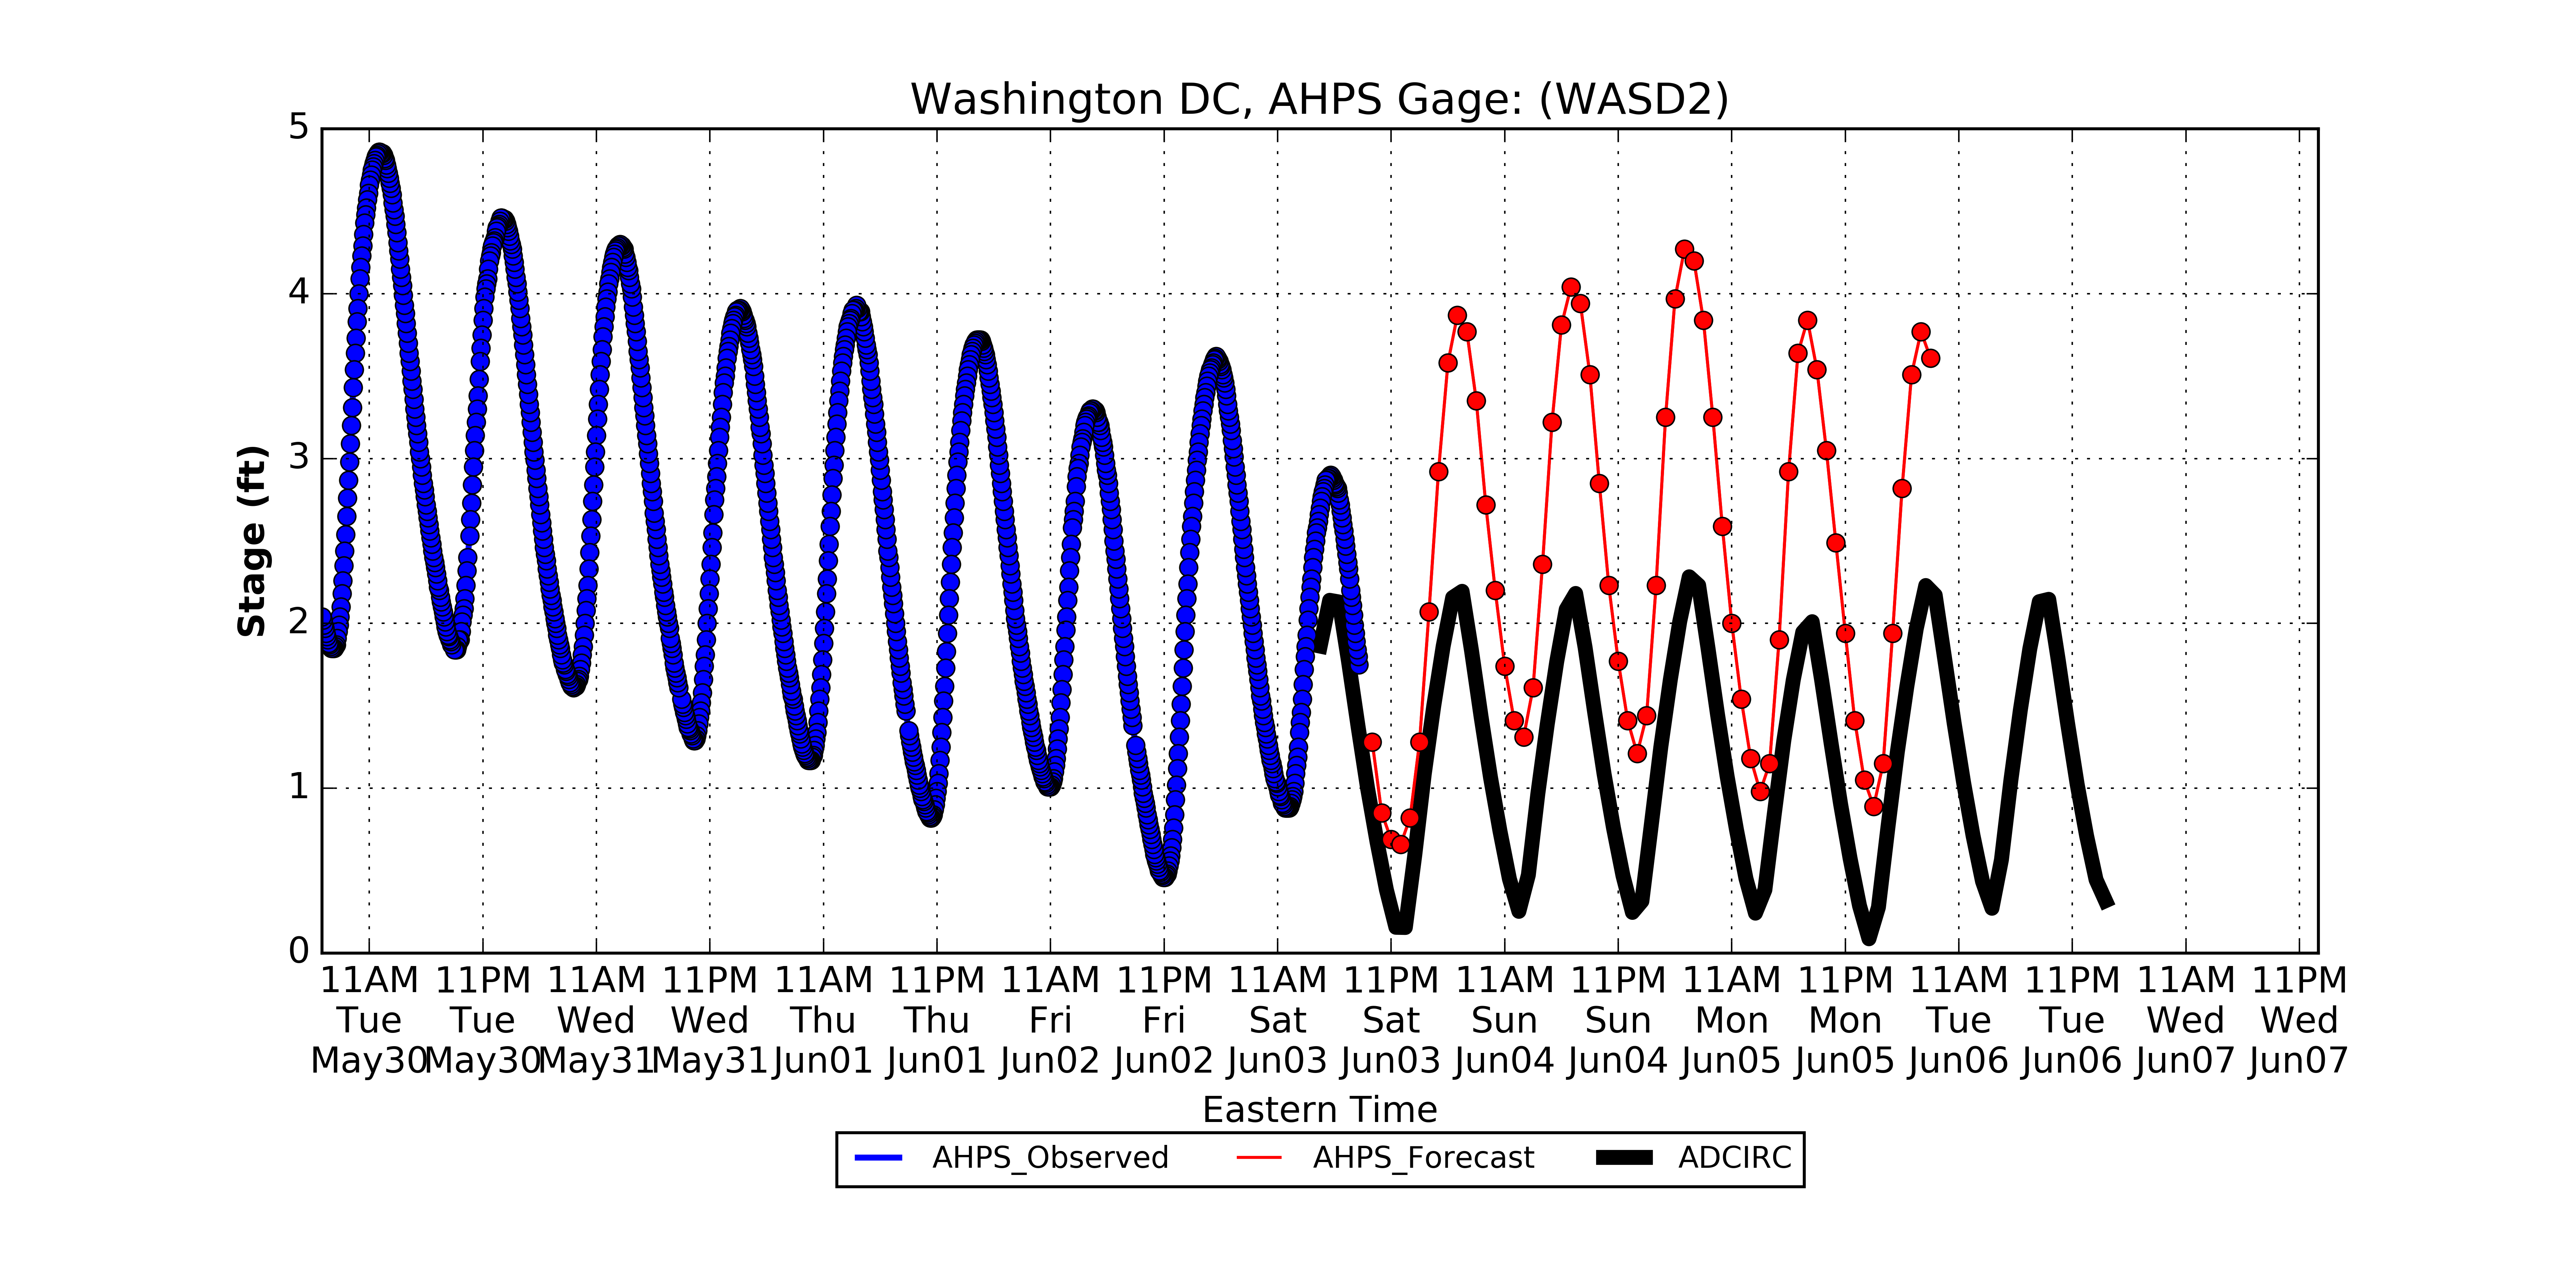 Washington DC, AHPS Gage: (WASD2)
Stage (ft)
5
4
3
2
1
0
11AM 11PM 11AM 11PM 11AM 11PM 11AM 11PM 11AM 11PM 11AM 11PM 11AM 11PM 11AM 11PM 11AM 11PM
Tue Tue Wed Wed Thu Thu Fri Fri Sat Sat Sun Sun Mon Mon Tue Tue Wed Wed
May30 May30 May31 May31 Jun01 Jun01 Jun02 Jun02 Jun03 Jun03 Jun04 Jun04 Jun05 Jun05 Jun06 Jun06 Jun07 Jun07
Eastern Time
AHPS_Observed AHPS_Forecast ADCIRC